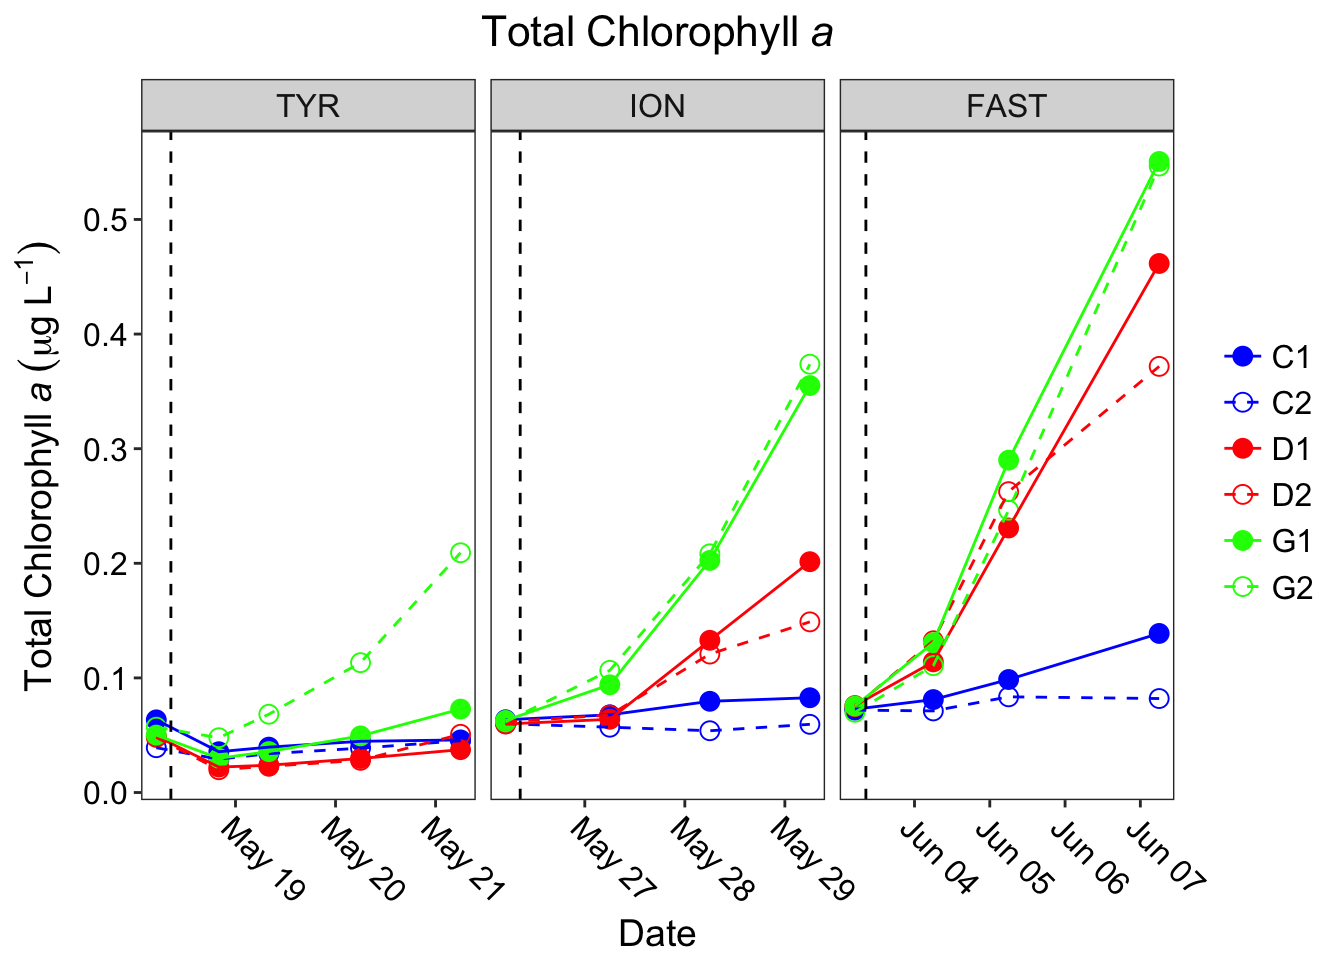 Total Chlorophyll a
TYR
ION
FAST
Total Chlorophyll a (μg L⁻¹)
0.5
0.4
0.3
0.2
0.1
0.0
May 19
May 20
May 21
May 27
May 28
May 29
Jun 04
Jun 05
Jun 06
Jun 07
Date
C1
C2
D1
D2
G1
G2